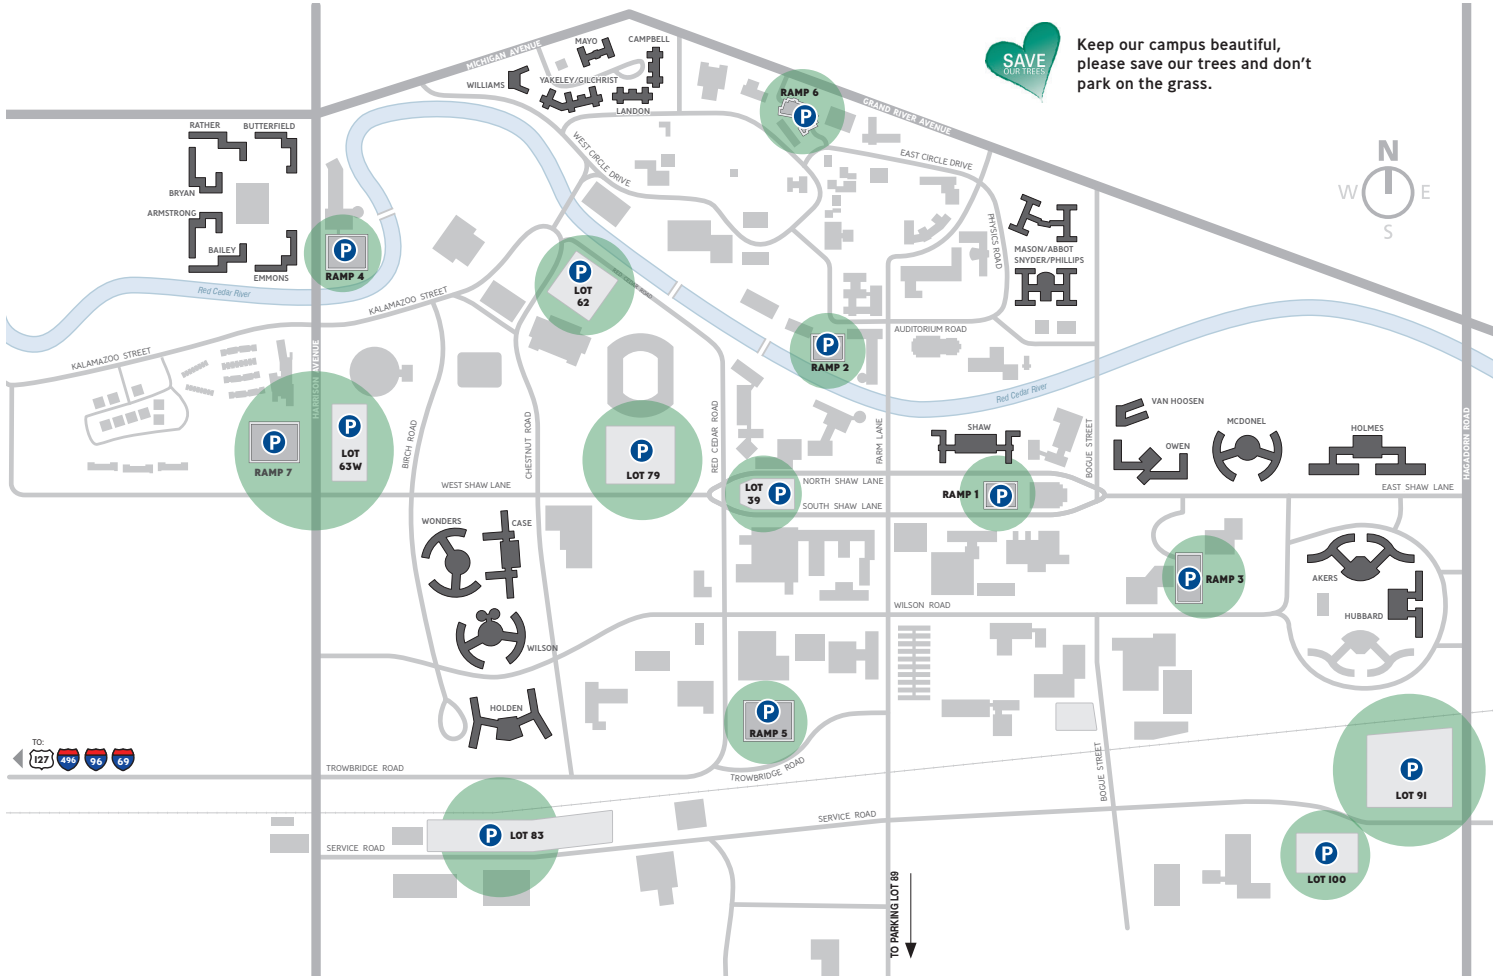 SAVE
OUR TREES
Keep our campus beautiful,
please save our trees and don't
park on the grass.
N
W
E
S
MICHIGAN AVENUE
MAYO
CAMPBELL
WILLIAMS
YAKELEY/GILCHRIST
LANDON
RAMP 6
P
GRAND RIVER AVENUE
RATHER
BUTTERFIELD
BRYAN
ARMSTRONG
BAILEY
EMMONS
WEST CIRCLE DRIVE
EAST CIRCLE DRIVE
PHYSICS ROAD
MASON/ABBOT
SNYDER/PHILLIPS
P
RAMP 4
Red Cedar River
KALAMAZOO STREET
P
LOT
62
RED CEDAR ROAD
AUDITORIUM ROAD
P
RAMP 2
KALAMAZOO STREET
HARRISON AVENUE
Red Cedar River
P
RAMP 7
P
LOT
63W
BIRCH ROAD
CHESTNUT ROAD
P
LOT 79
RED CEDAR ROAD
FARM LANE
SHAW
BOGUE STREET
VAN HOOSEN
OWEN
MCDONEL
HOLMES
HAGADORN ROAD
WEST SHAW LANE
LOT
39
P
NORTH SHAW LANE
SOUTH SHAW LANE
RAMP 1
P
EAST SHAW LANE
WONDERS
CASE
WILSON
HOLDEN
P
RAMP 3
AKERS
HUBBARD
WILSON ROAD
P
RAMP 5
TO:
127
496
96
69
TROWBRIDGE ROAD
TROWBRIDGE ROAD
BOGUE STREET
P
LOT 91
P
LOT 83
SERVICE ROAD
SERVICE ROAD
P
LOT 100
TO PARKING LOT 89